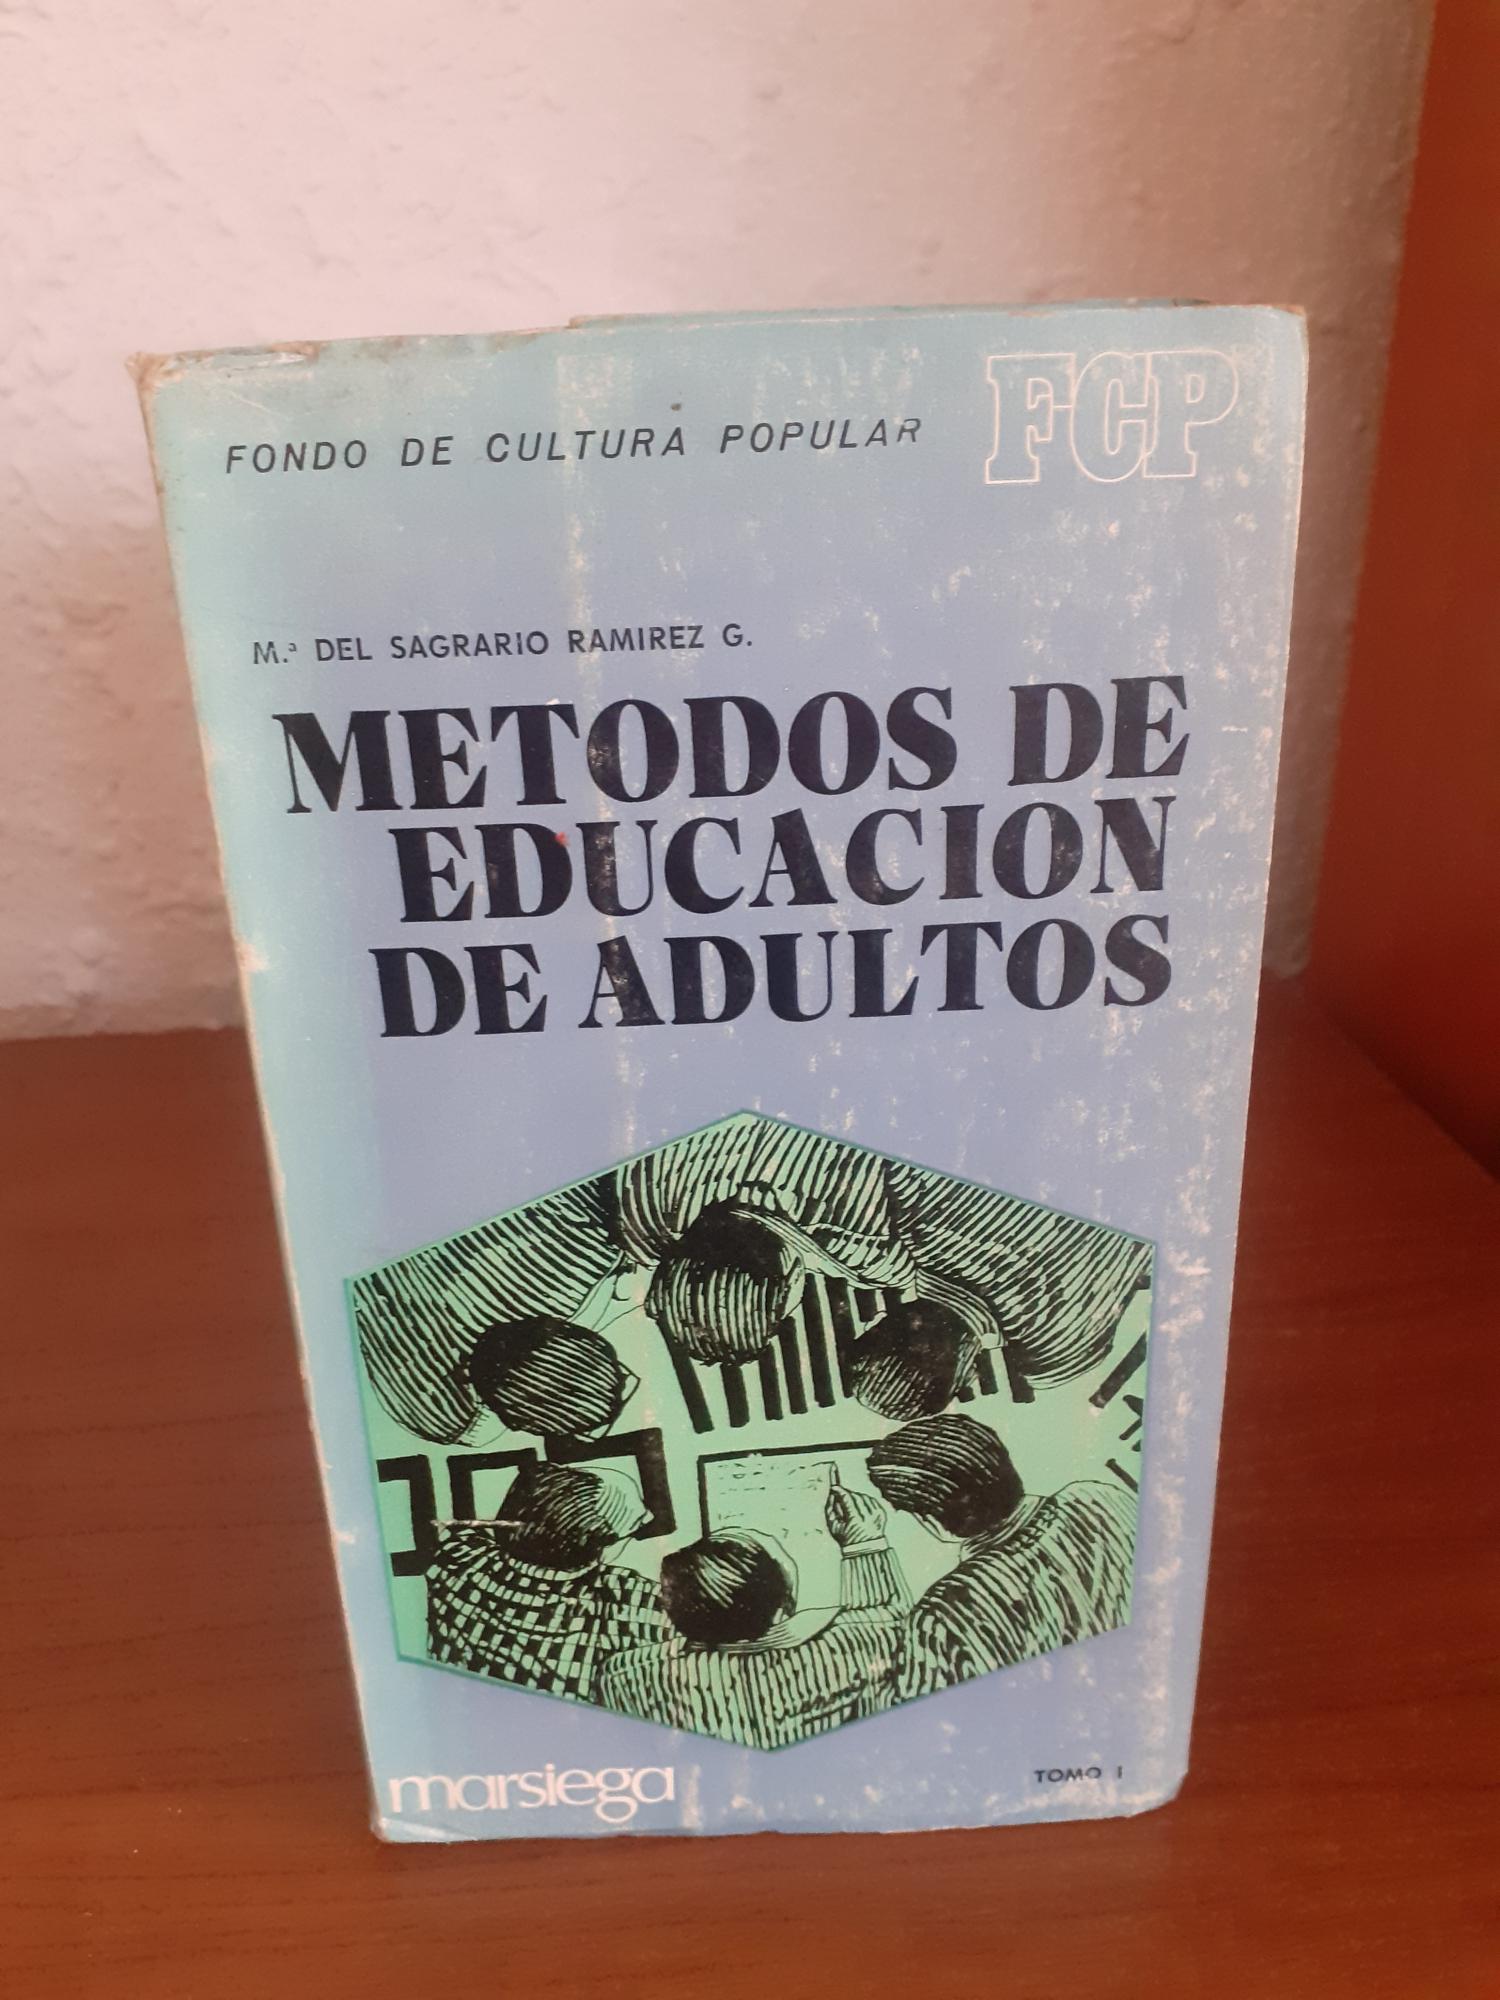 FONDO DE CULTURA POPULAR FCP
M.ª DEL SAGRARIO RAMIREZ G.
METODOS DE
EDUCACION
DE ADULTOS
marsiega
TOMO I